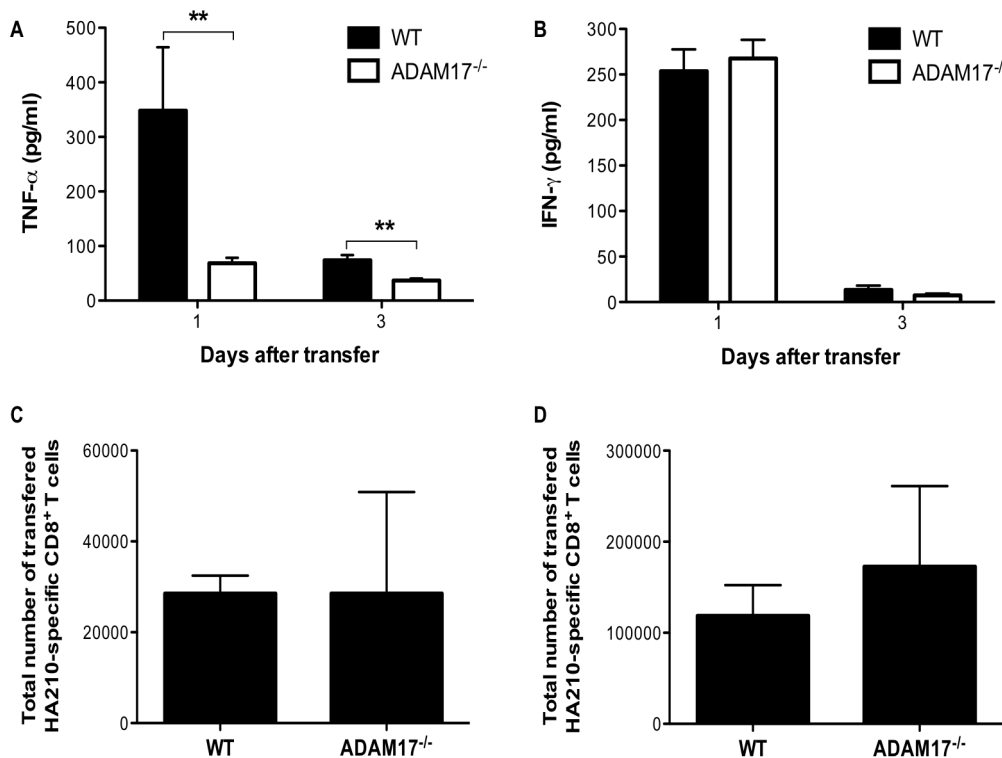 A
**
WT
ADAM17-/-
500
400
300
200
100
0
TNF-α (pg/ml)
**
1
3
Days after transfer
B
WT
ADAM17-/
300
250
200
150
100
50
0
IFN-γ (pg/ml)
1
3
Days after transfer
C
Total number of transfered
HA210-specific CD8+ T cells
60000
40000
20000
0
WT
ADAM17-/-
D
Total number of transfered
HA210-specific CD8+ T cells
300000
200000
100000
0
WT
ADAM17-/-